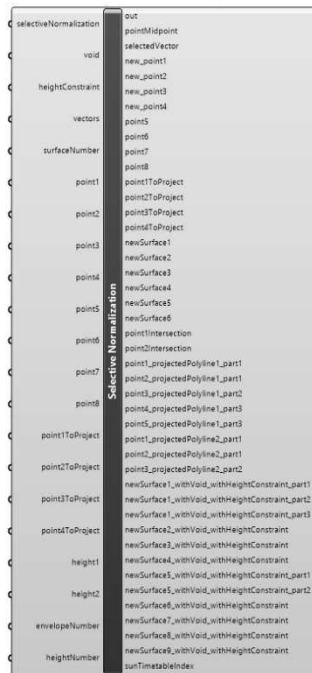 selectiveNormalization
void
heightConstraint
vectors
surfaceNumber
point1
point2
point3
point4
point5
point6
point7
point8
point1ToProject
point2ToProject
point3ToProject
point4ToProject
height1
height2
envelopeNumber
heightNumber
Selective Normalization
out
pointMidpoint
selectedVector
new_point1
new_point2
new_point3
new_point4
point5
point6
point7
point8
point1ToProject
point2ToProject
point3ToProject
point4ToProject
newSurface1
newSurface2
newSurface3
newSurface4
newSurface5
newSurface6
point1Intersection
point2Intersection
point1_projectedPolyline1_part1
point2_projectedPolyline1_part1
point3_projectedPolyline1_part2
point4_projectedPolyline1_part3
point5_projectedPolyline1_part3
point1_projectedPolyline2_part1
point2_projectedPolyline2_part1
point3_projectedPolyline2_part2
newSurface1_withVoid_withHeightConstraint_part1
newSurface1_withVoid_withHeightConstraint_part2
newSurface1_withVoid_withHeightConstraint_part3
newSurface2_withVoid_withHeightConstraint
newSurface3_withVoid_withHeightConstraint
newSurface4_withVoid_withHeightConstraint
newSurface5_withVoid_withHeightConstraint_part1
newSurface5_withVoid_withHeightConstraint_part2
newSurface6_withVoid_withHeightConstraint
newSurface7_withVoid_withHeightConstraint
newSurface8_withVoid_withHeightConstraint
newSurface9_withVoid_withHeightConstraint
sunTimetableIndex